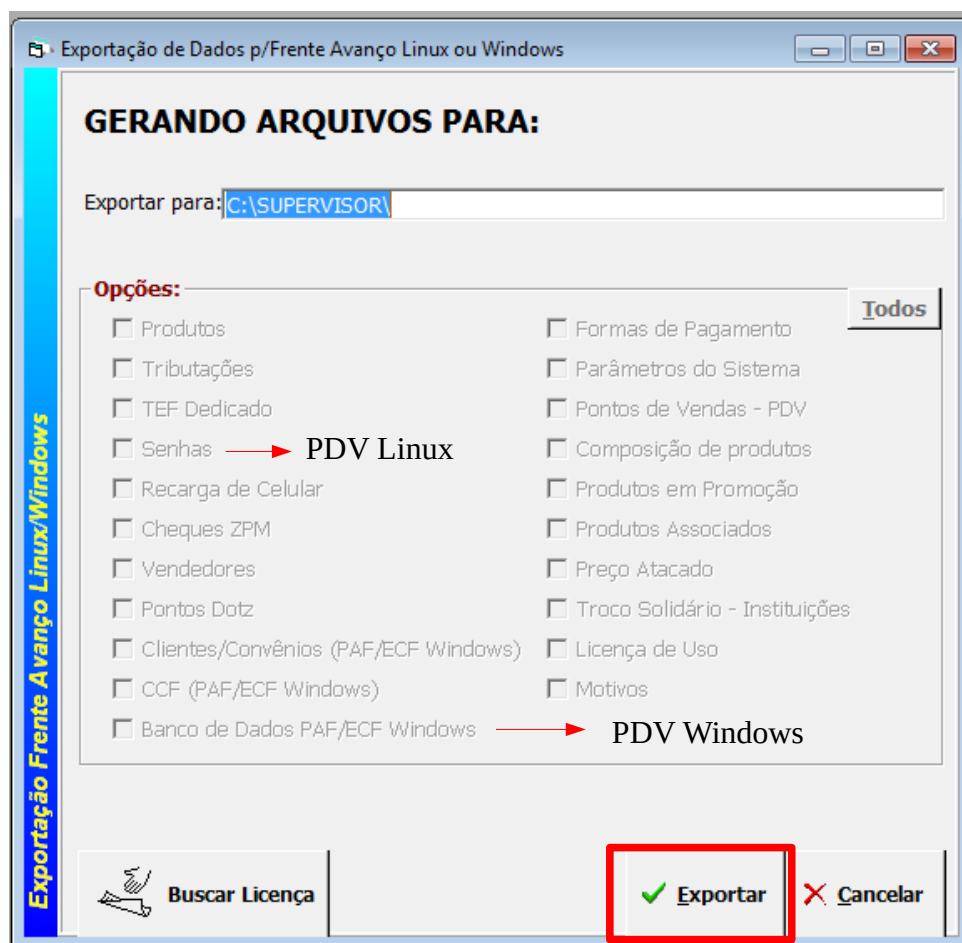 Exportação de Dados p/Frente Avanço Linux ou Windows
GERANDO ARQUIVOS PARA:
Exportar para: C:\SUPERVISOR\
Opções:
Todos
Produtos
Formas de Pagamento
Tributações
Parâmetros do Sistema
TEF Dedicado
Pontos de Vendas - PDV
Senhas
PDV Linux
Composição de produtos
Recarga de Celular
Produtos em Promoção
Cheques ZPM
Produtos Associados
Vendedores
Preço Atacado
Pontos Dotz
Troco Solidário - Instituições
Clientes/Convênios (PAF/ECF Windows)
Licença de Uso
CCF (PAF/ECF Windows)
Motivos
Banco de Dados PAF/ECF Windows
PDV Windows
Exportação Frente Avanço Linux/Windows
Buscar Licença
Exportar
Cancelar